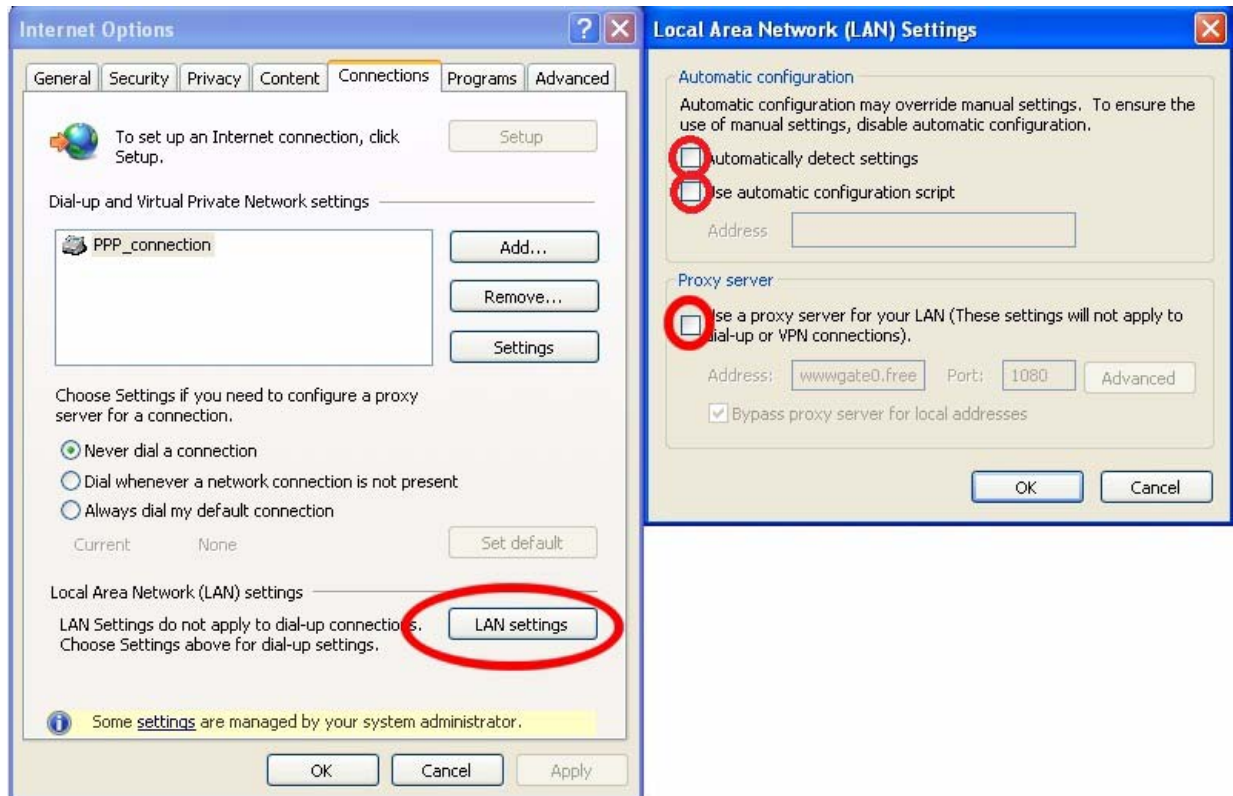 Internet Options
General
Security
Privacy
Content
Connections
Programs
Advanced
To set up an Internet connection, click
Setup.
Setup
Dial-up and Virtual Private Network settings
PPP_connection
Add...
Remove...
Settings
Choose Settings if you need to configure a proxy
server for a connection.
Never dial a connection
Dial whenever a network connection is not present
Always dial my default connection
Current
None
Set default
Local Area Network (LAN) settings
LAN Settings do not apply to dial-up connections.
Choose Settings above for dial-up settings.
LAN settings
Some settings are managed by your system administrator.
OK
Cancel
Apply
Local Area Network (LAN) Settings
Automatic configuration
Automatic configuration may override manual settings. To ensure the
use of manual settings, disable automatic configuration.
Automatically detect settings
Use automatic configuration script
Address
Proxy server
Use a proxy server for your LAN (These settings will not apply to
dial-up or VPN connections).
Address:
wwwgate0.free
Port:
1080
Advanced
Bypass proxy server for local addresses
OK
Cancel